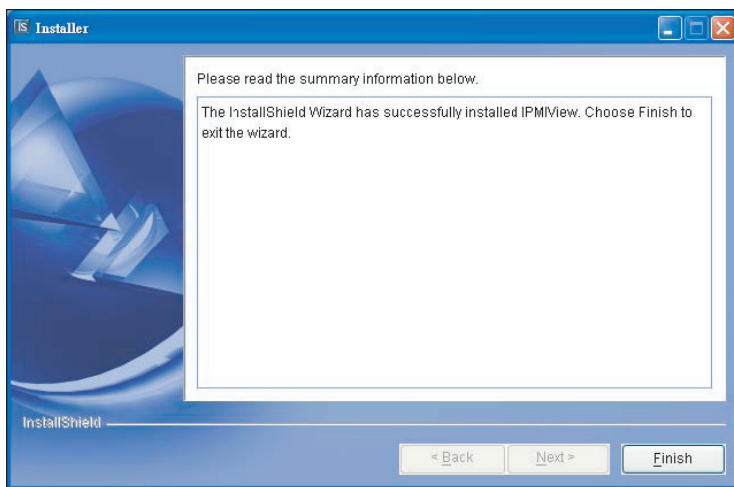 IS Installer
Please read the summary information below.
The InstallShield Wizard has successfully installed IPMIView. Choose Finish to
exit the wizard.
InstallShield
< Back Next > Finish